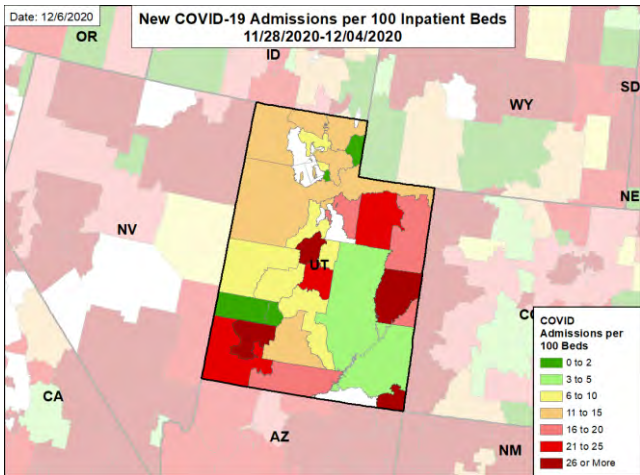 Date: 12/6/2020
New COVID-19 Admissions per 100 Inpatient Beds
11/28/2020-12/04/2020
OR
ID
SD
WY
NE
NV
UT
CO
CA
AZ
NM
COVID
Admissions per
100 Beds
0 to 2
3 to 5
6 to 10
11 to 15
16 to 20
21 to 25
26 or More